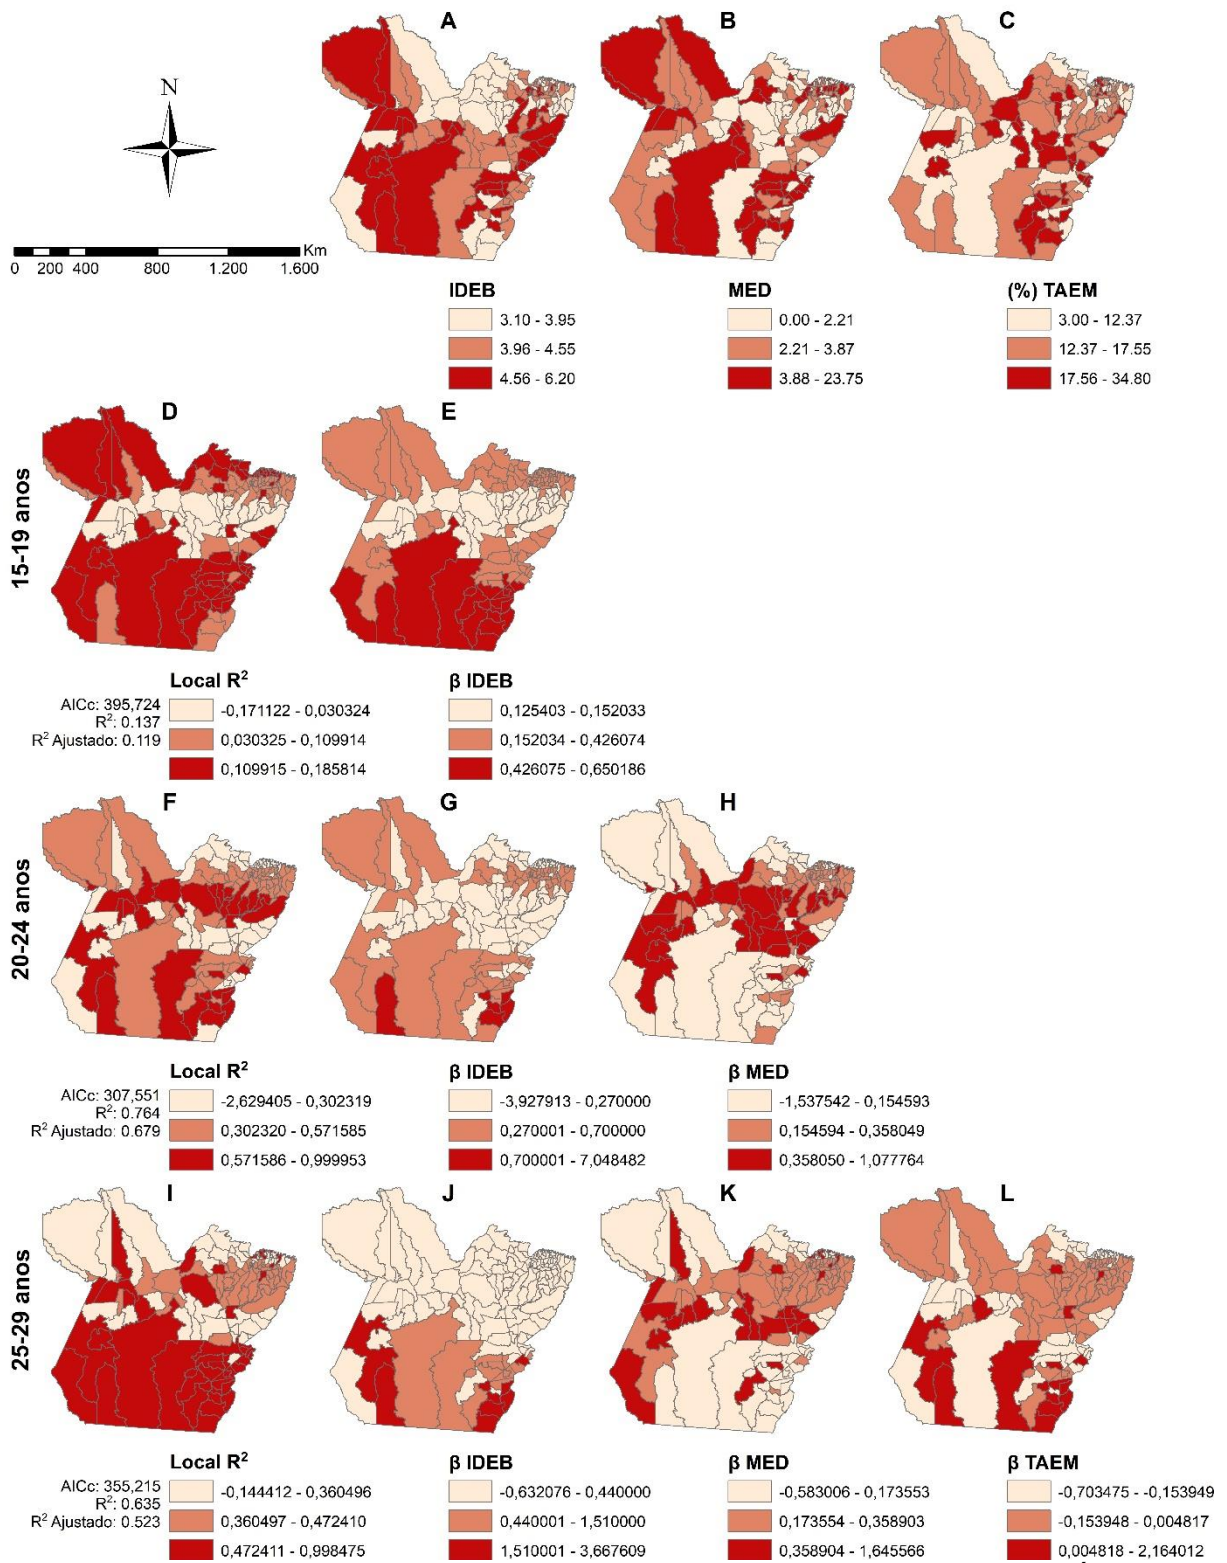 A B C
N
Km
0 200 400 800 1.200 1.600
IDEB MED (%) TAEM
3.10 - 3.95 0.00 - 2.21 3.00 - 12.37
3.96 - 4.55 2.21 - 3.87 12.37 - 17.55
4.56 - 6.20 3.88 - 23.75 17.56 - 34.80
D E
15-19 anos
Local R² β IDEB
AICc: 395,724 -0,171122 - 0,030324 0,125403 - 0,152033
R²: 0.137
R² Ajustado: 0.119 0,030325 - 0,109914 0,152034 - 0,426074
0,109915 - 0,185814 0,426075 - 0,650186
F G H
20-24 anos
Local R² β IDEB β MED
AICc: 307,551 -2,629405 - 0,302319 -3,927913 - 0,270000 -1,537542 - 0,154593
R²: 0.764
R² Ajustado: 0.679 0,302320 - 0,571585 0,270001 - 0,700000 0,154594 - 0,358049
0,571586 - 0,999953 0,700001 - 7,048482 0,358050 - 1,077764
I J K L
25-29 anos
Local R² β IDEB β MED β TAEM
AICc: 355,215 -0,144412 - 0,360496 -0,632076 - 0,440000 -0,583006 - 0,173553 -0,703475 - -0,153949
R²: 0.635
R² Ajustado: 0.523 0,360497 - 0,472410 0,440001 - 1,510000 0,173554 - 0,358903 -0,153948 - 0,004817
0,472411 - 0,998475 1,510001 - 3,667609 0,358904 - 1,645566 0,004818 - 2,164012